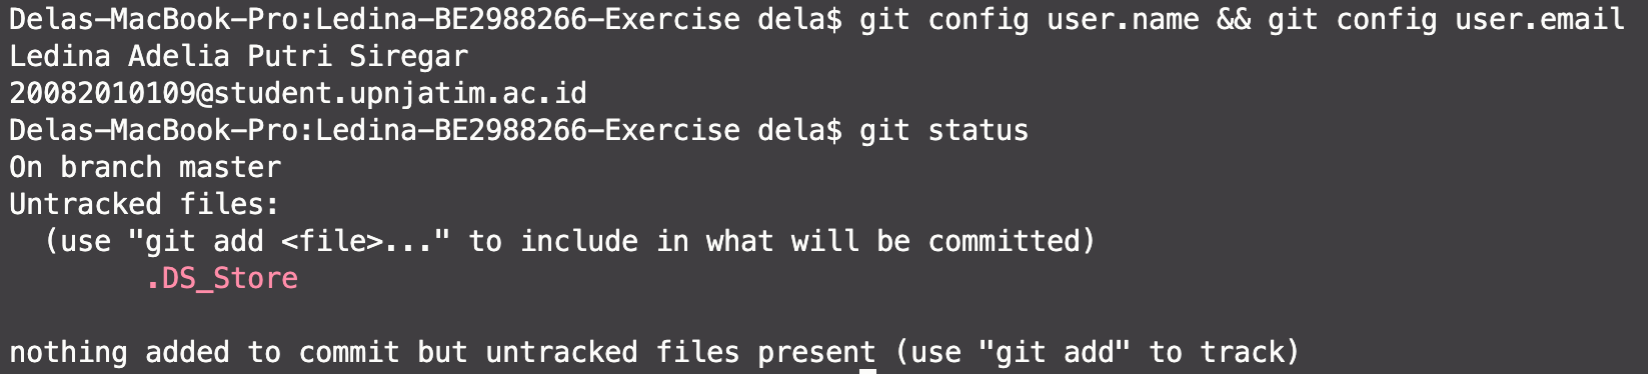 Delas-MacBook-Pro:Ledina-BE2988266-Exercise dela$ git config user.name && git config user.email
Ledina Adelia Putri Siregar
20082010109@student.upnjatim.ac.id
Delas-MacBook-Pro:Ledina-BE2988266-Exercise dela$ git status
On branch master
Untracked files:
  (use "git add <file>..." to include in what will be committed)
        .DS_Store

nothing added to commit but untracked files present (use "git add" to track)